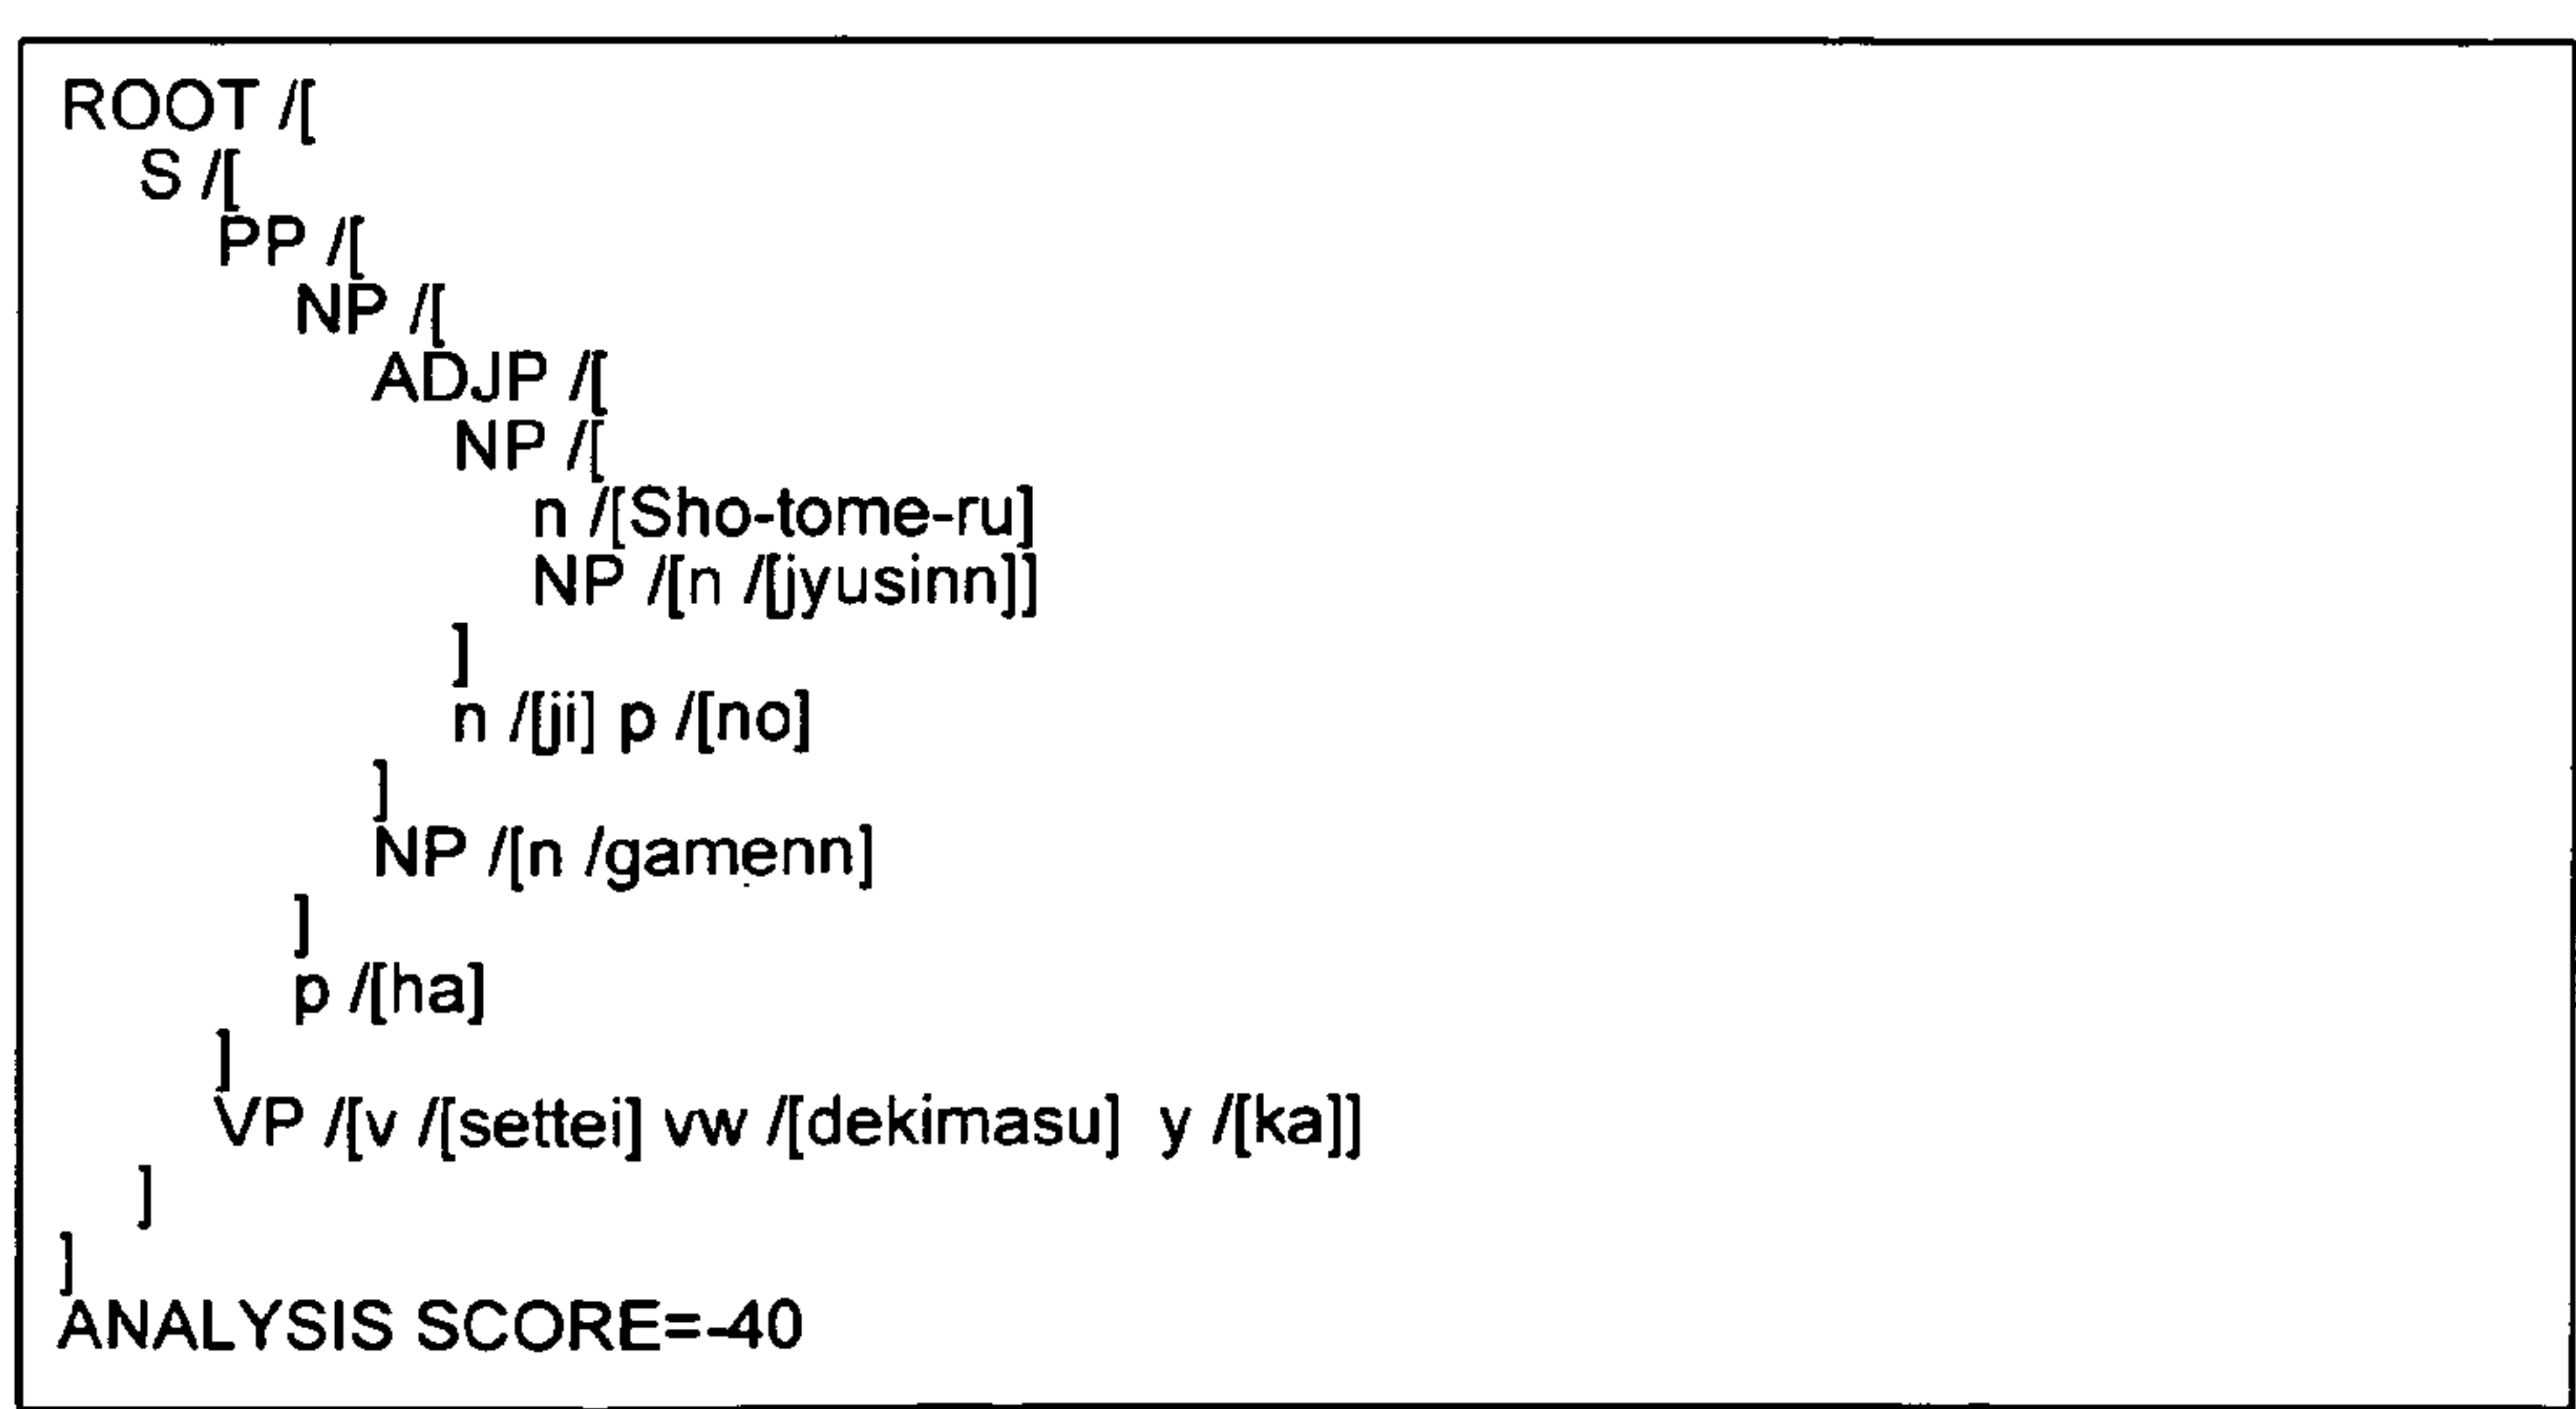 ROOT /[
S /[
PP /[
NP /[
ADJP /[
NP /[
n /[Sho-tome-ru]
NP /[n /[jyusinn]]
]
n /[ji] p /[no]
]
NP /[n /gamenn]
]
p /[ha]
]
VP /[v /[settei] vw /[dekimasu] y /[ka]]
]
]
ANALYSIS SCORE=-40